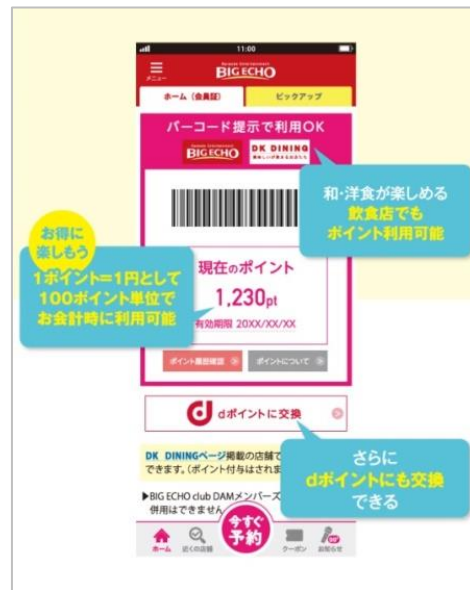 11:00
メニュー
Karaoke Entertainment
BIG ECHO
ホーム (会員証)
ピックアップ
バーコード提示で利用OK
Karaoke Entertainment
BIG ECHO
DK DINING
和・洋食が楽しめる
飲食店でも
ポイント利用可能
お得に
楽しもう
1ポイント=1円として
100ポイント単位で
お会計時に利用可能
現在のポイント
1,230pt
有効期限 20XX/XX/XX
ポイント履歴確認
ポイントについて
d dポイントに交換
さらに
dポイントにも交換
できる
DK DININGページ掲載の店舗で
できます。(ポイント付与はされま
▶BIG ECHO club DAMメンバーズ
併用はできません
今すぐ
予約
ホーム
近くの店舗
クーポン
お知らせ